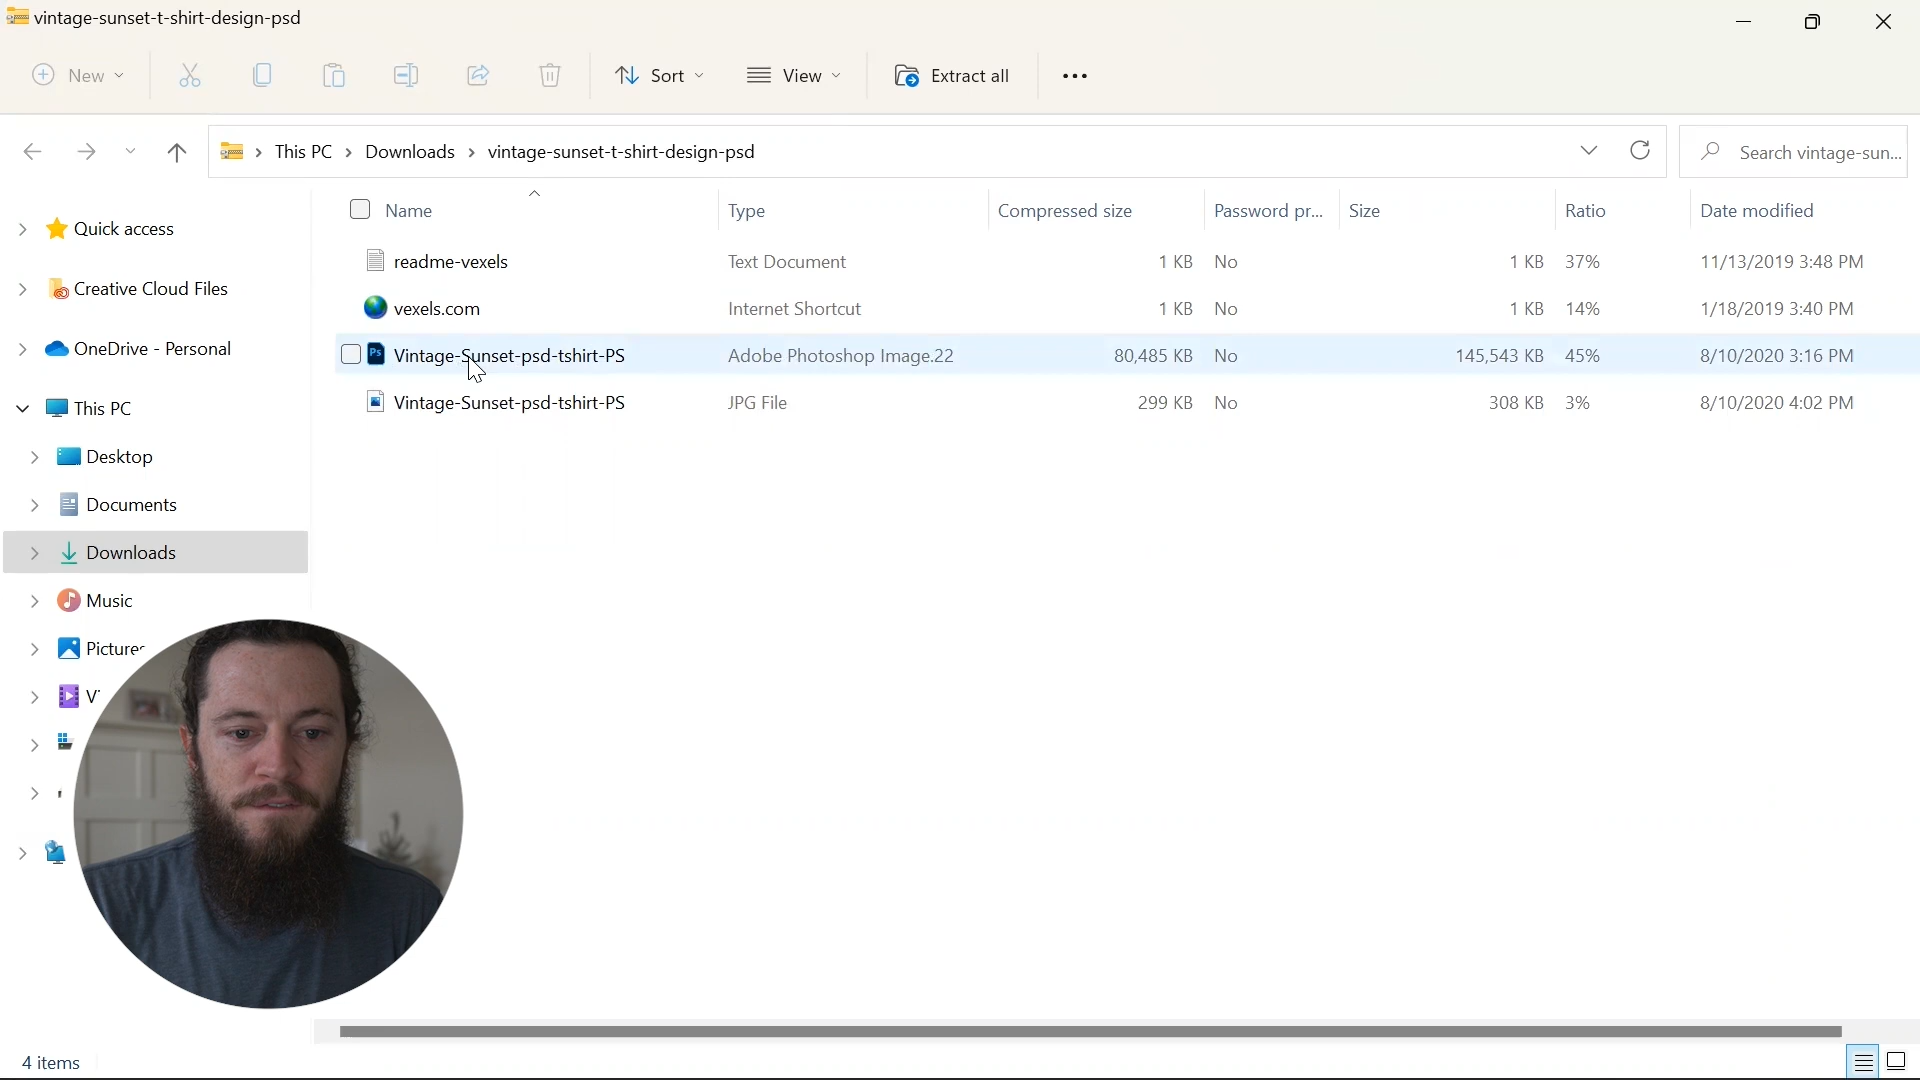 vintage-sunset-t-shirt-design-psd
New
Sort
View
Extract all
This PC
Downloads
vintage-sunset-t-shirt-design-psd
Search vintage-sun...
Name
Type
Compressed size
Password pr...
Size
Ratio
Date modified
readme-vexels Text Document 1 KB No 1 KB 37% 11/13/2019 3:48 PM
vexels.com Internet Shortcut 1 KB No 1 KB 14% 1/18/2019 3:40 PM
Ps Vintage-Sunset-psd-tshirt-PS Adobe Photoshop Image.22 80,485 KB No 145,543 KB 45% 8/10/2020 3:16 PM
Vintage-Sunset-psd-tshirt-PS JPG File 299 KB No 308 KB 3% 8/10/2020 4:02 PM
Quick access
Creative Cloud Files
OneDrive - Personal
This PC
Desktop
Documents
Downloads
Music
Pictures
4 items